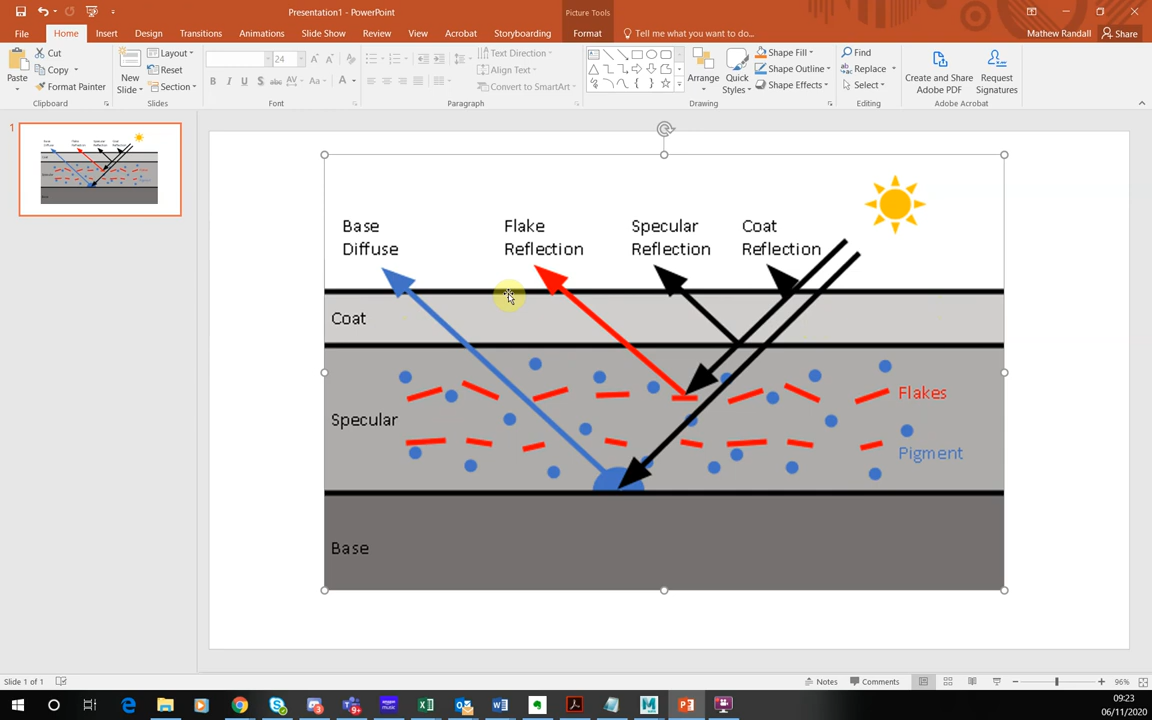 Presentation1 - PowerPoint
Picture Tools
File
Home
Insert
Design
Transitions
Animations
Slide Show
Review
View
Acrobat
Storyboarding
Format
Tell me what you want to do...
Mathew Randall
Share
Paste
Cut
Copy
Format Painter
Clipboard
New
Slide
Layout
Reset
Section
Slides
24
B I U S abc AV Aa A
Font
Text Direction
Align Text
Convert to SmartArt
Paragraph
Arrange
Quick
Styles
Shape Fill
Shape Outline
Shape Effects
Drawing
Find
Replace
Select
Editing
Create and Share
Adobe PDF
Request
Signatures
Adobe Acrobat
1
Base
Diffuse
Flake
Reflection
Specular
Reflection
Coat
Reflection
Coat
Specular
Flakes
Pigment
Base
Slide 1 of 1
Notes
Comments
96%
09:23
06/11/2020